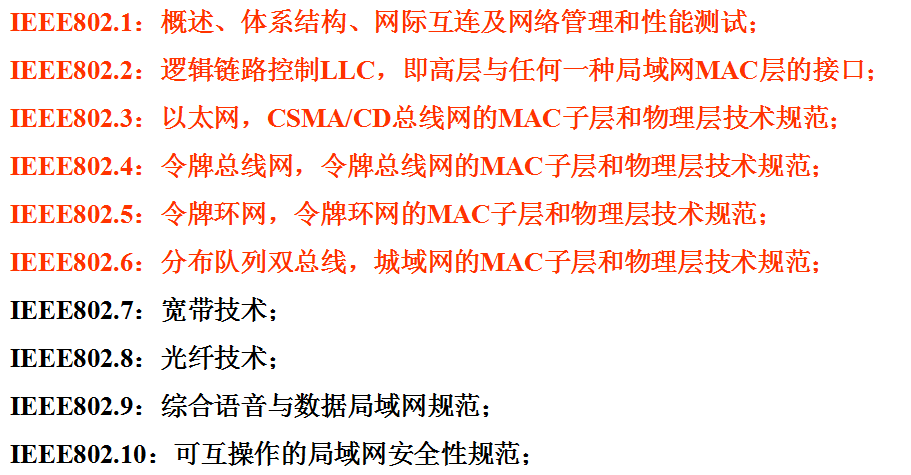 IEEE802.1：概述、体系结构、网际互连及网络管理和性能测试；
IEEE802.2：逻辑链路控制LLC，即高层与任何一种局域网MAC层的接口；
IEEE802.3：以太网，CSMA/CD总线网的MAC子层和物理层技术规范；
IEEE802.4：令牌总线网，令牌总线网的MAC子层和物理层技术规范；
IEEE802.5：令牌环网，令牌环网的MAC子层和物理层技术规范；
IEEE802.6：分布队列双总线，城域网的MAC子层和物理层技术规范；
IEEE802.7：宽带技术；
IEEE802.8：光纤技术；
IEEE802.9：综合语音与数据局域网规范；
IEEE802.10：可互操作的局域网安全性规范；